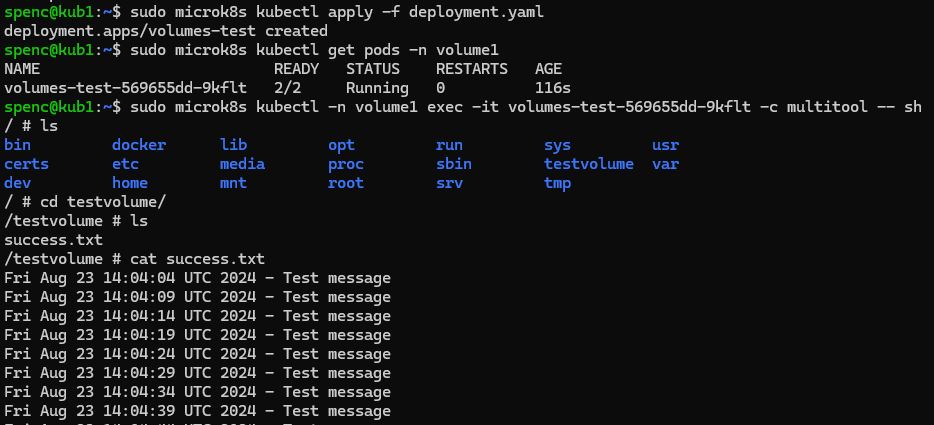 spenc@kub1:~$ sudo microk8s kubectl apply -f deployment.yaml
deployment.apps/volumes-test created
spenc@kub1:~$ sudo microk8s kubectl get pods -n volume1
NAME                          READY   STATUS    RESTARTS   AGE
volumes-test-569655dd-9kflt   2/2     Running   0          116s
spenc@kub1:~$ sudo microk8s kubectl -n volume1 exec -it volumes-test-569655dd-9kflt -c multitool -- sh
/ # ls
bin         docker      lib         opt         run         sys         usr
certs       etc         media       proc        sbin        testvolume  var
dev         home        mnt         root        srv         tmp
/ # cd testvolume/
/testvolume # ls
success.txt
/testvolume # cat success.txt
Fri Aug 23 14:04:04 UTC 2024 - Test message
Fri Aug 23 14:04:09 UTC 2024 - Test message
Fri Aug 23 14:04:14 UTC 2024 - Test message
Fri Aug 23 14:04:19 UTC 2024 - Test message
Fri Aug 23 14:04:24 UTC 2024 - Test message
Fri Aug 23 14:04:29 UTC 2024 - Test message
Fri Aug 23 14:04:34 UTC 2024 - Test message
Fri Aug 23 14:04:39 UTC 2024 - Test message